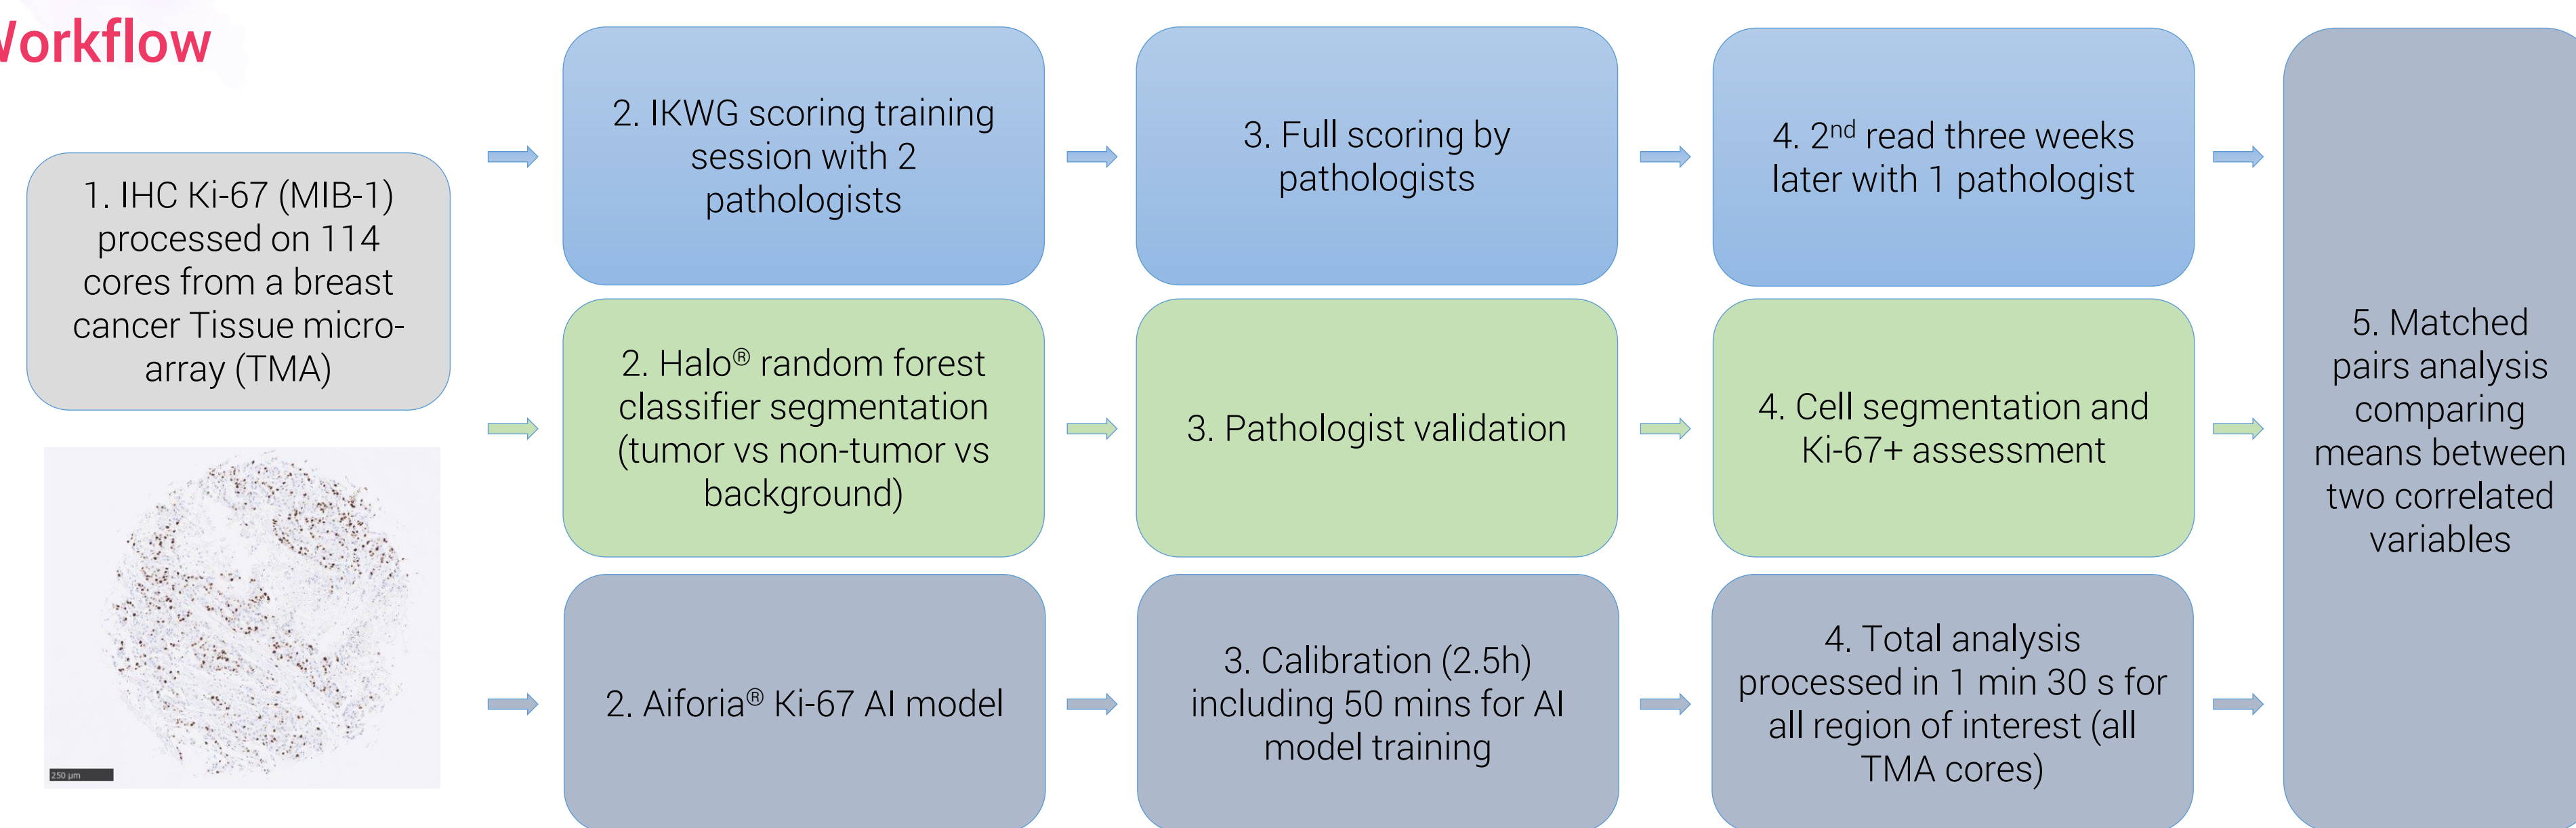 Workflow
1. IHC Ki-67 (MIB-1)
processed on 114
cores from a breast
cancer Tissue micro-
array (TMA)
250 µm
2. IKWG scoring training
session with 2
pathologists
3. Full scoring by
pathologists
4. 2nd read three weeks
later with 1 pathologist
2. Halo® random forest
classifier segmentation
(tumor vs non-tumor vs
background)
3. Pathologist validation
4. Cell segmentation and
Ki-67+ assessment
2. Aiforia® Ki-67 AI model
3. Calibration (2.5h)
including 50 mins for AI
model training
4. Total analysis
processed in 1 min 30 s for
all region of interest (all
TMA cores)
5. Matched
pairs analysis
comparing
means between
two correlated
variables